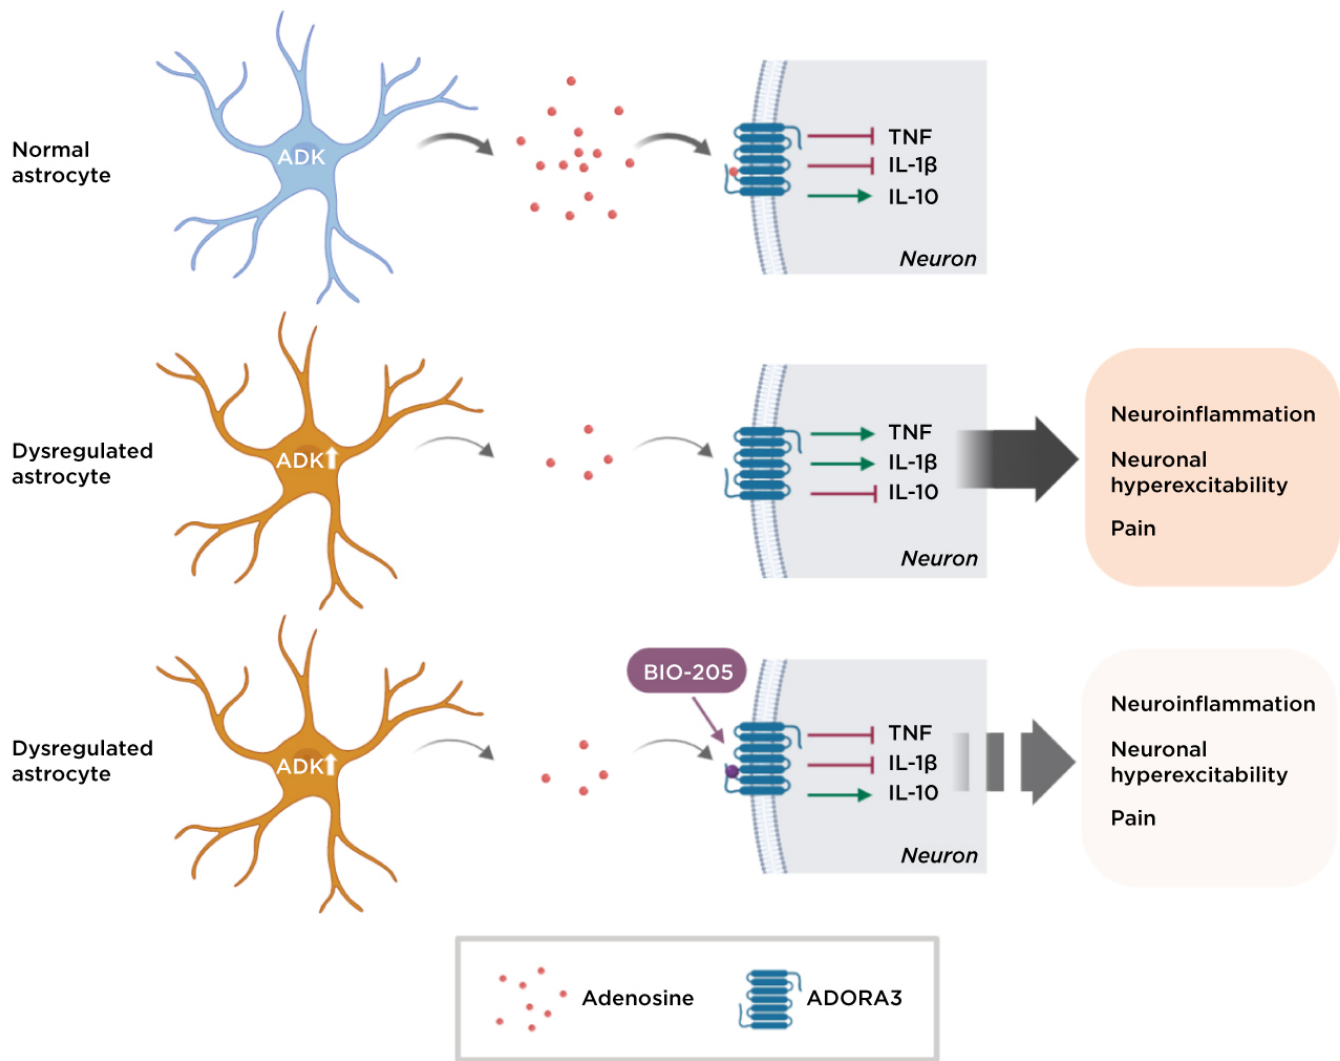 Normal
astrocyte
ADK
TNF
IL-1β
IL-10
Neuron
Dysregulated
astrocyte
ADK
TNF
IL-1β
IL-10
Neuron
Neuroinflammation
Neuronal
hyperexcitability
Pain
Dysregulated
astrocyte
ADK
BIO-205
TNF
IL-1β
IL-10
Neuron
Neuroinflammation
Neuronal
hyperexcitability
Pain
Adenosine
ADORA3